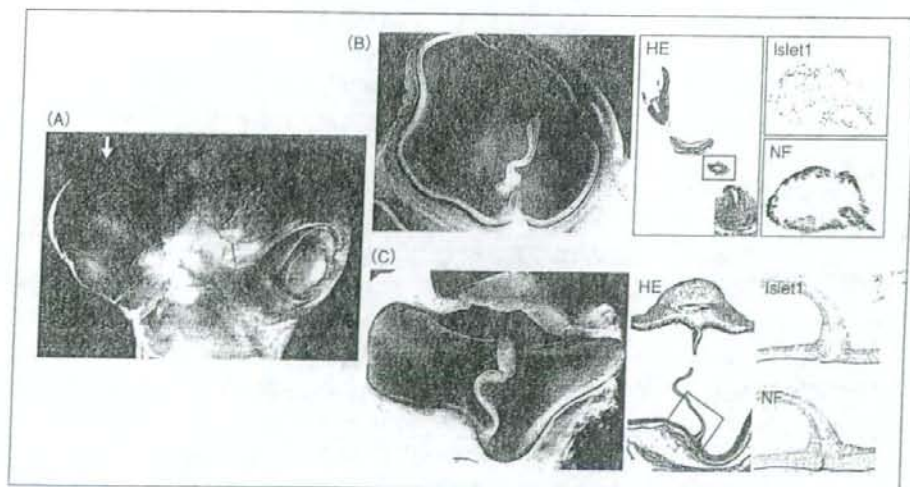 (A)
(B)
HE
Islet1
NF
(C)
HE
Islet1
NF